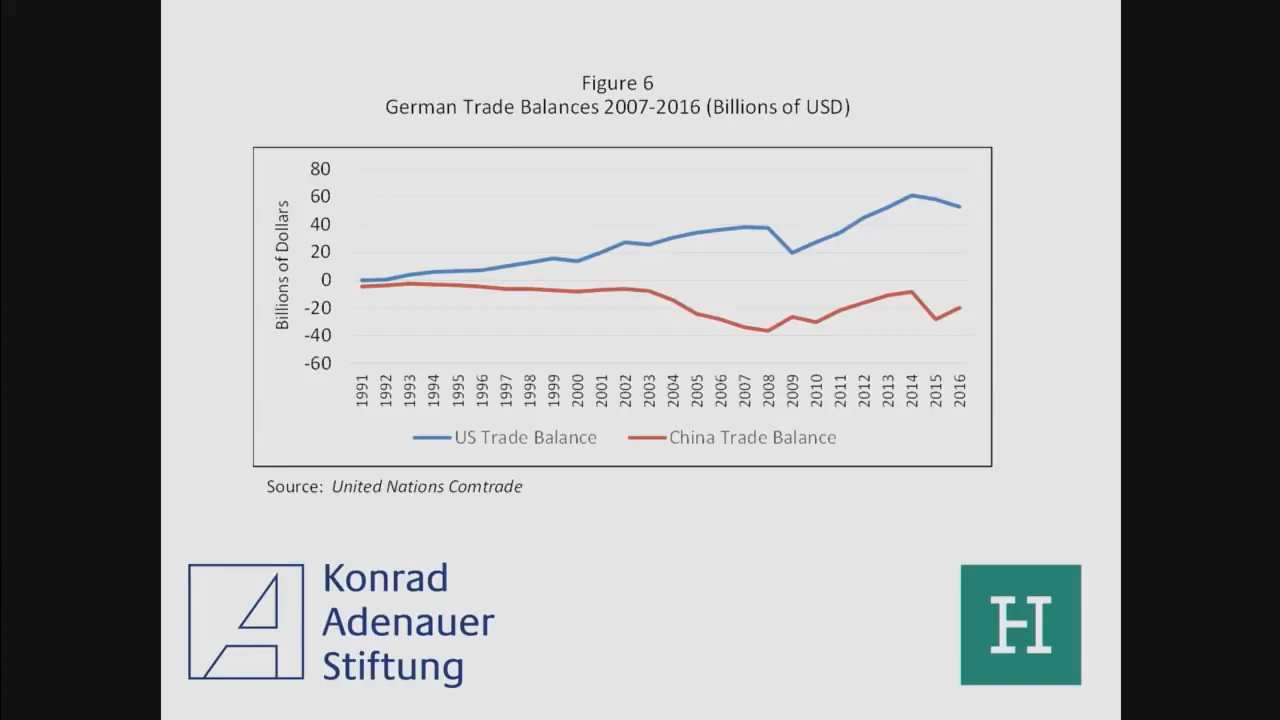 Figure 6
German Trade Balances 2007-2016 (Billions of USD)
Billions of Dollars
80
60
40
20
0
-20
-40
-60
1991 1992 1993 1994 1995 1996 1997 1998 1999 2000 2001 2002 2003 2004 2005 2006 2007 2008 2009 2010 2011 2012 2013 2014 2015 2016
US Trade Balance China Trade Balance
Source: United Nations Comtrade
Konrad
Adenauer
Stiftung
H